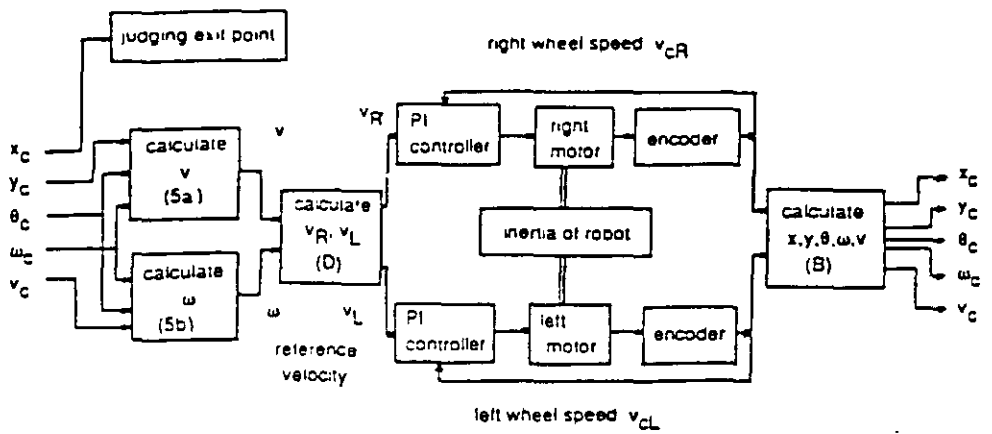 judging exit point
right wheel speed v_cR
x_c
y_c
θ_c
ω_c
v_c
calculate
v
(5a)
v
calculate
ω
(5b)
ω
calculate
v_R, v_L
(D)
v_R
v_L
reference
velocity
PI
controller
right
motor
encoder
inertia of robot
PI
controller
left
motor
encoder
calculate
x,y,θ,ω,v
(B)
x_c
y_c
θ_c
ω_c
v_c
left wheel speed v_cL